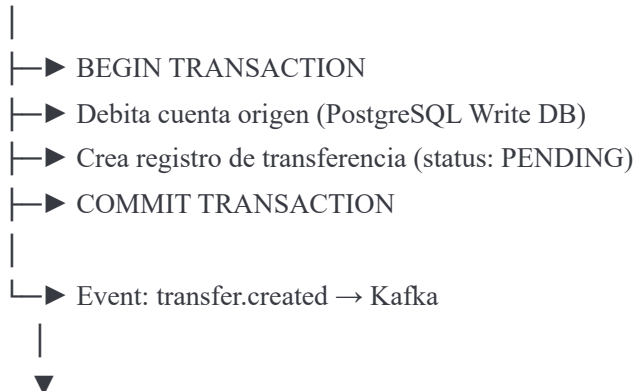 │
├─► BEGIN TRANSACTION
├─► Debita cuenta origen (PostgreSQL Write DB)
├─► Crea registro de transferencia (status: PENDING)
├─► COMMIT TRANSACTION
│
└─► Event: transfer.created → Kafka
│
▼